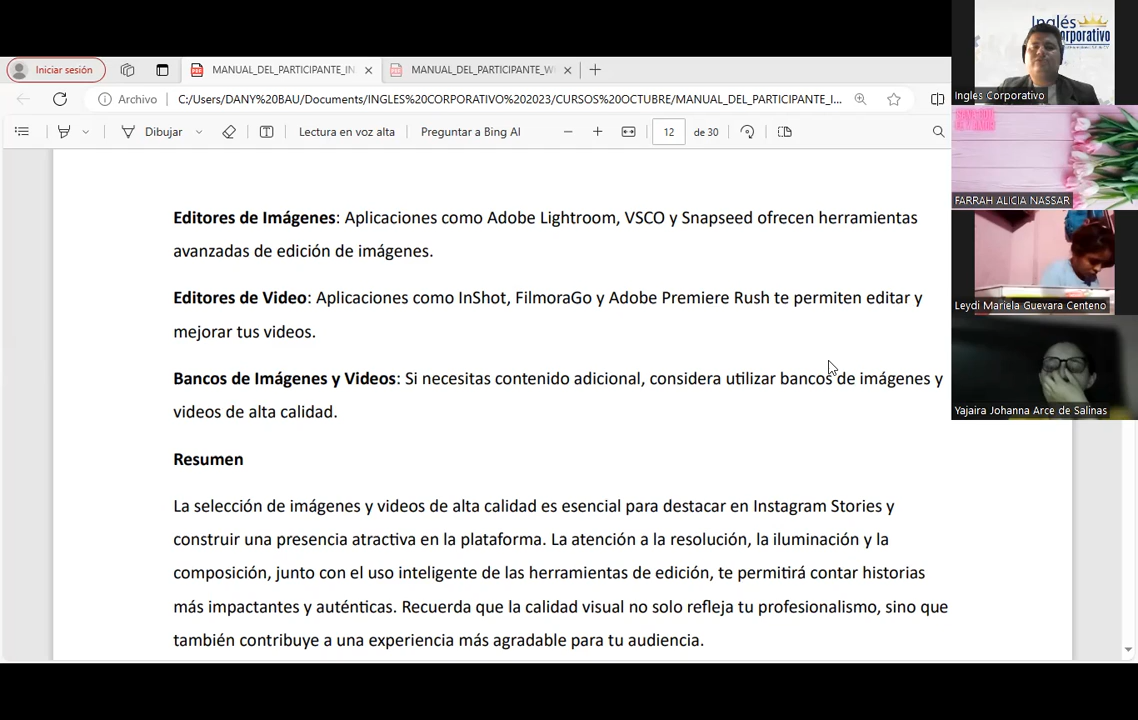 Iniciar sesión
MANUAL_DEL_PARTICIPANTE_IN
MANUAL_DEL_PARTICIPANTE_W
Archivo
C:/Users/DANY%20BAU/Documents/INGLES%20CORPORATIVO%202023/CURSOS%20OCTUBRE/MANUAL_DEL_PARTICIPANTE_I...
Dibujar
Lectura en voz alta
Preguntar a Bing AI
12 de 30
Editores de Imágenes: Aplicaciones como Adobe Lightroom, VSCO y Snapseed ofrecen herramientas
avanzadas de edición de imágenes.
Editores de Video: Aplicaciones como InShot, FilmoraGo y Adobe Premiere Rush te permiten editar y
mejorar tus videos.
Bancos de Imágenes y Videos: Si necesitas contenido adicional, considera utilizar bancos de imágenes y
videos de alta calidad.
Resumen
La selección de imágenes y videos de alta calidad es esencial para destacar en Instagram Stories y
construir una presencia atractiva en la plataforma. La atención a la resolución, la iluminación y la
composición, junto con el uso inteligente de las herramientas de edición, te permitirá contar historias
más impactantes y auténticas. Recuerda que la calidad visual no solo refleja tu profesionalismo, sino que
también contribuye a una experiencia más agradable para tu audiencia.
Inglés
orporativo
Ingles Corporativo
FARRAH ALICIA NASSAR
Leydi Mariela Guevara Centeno
Yajaira Johanna Arce de Salinas